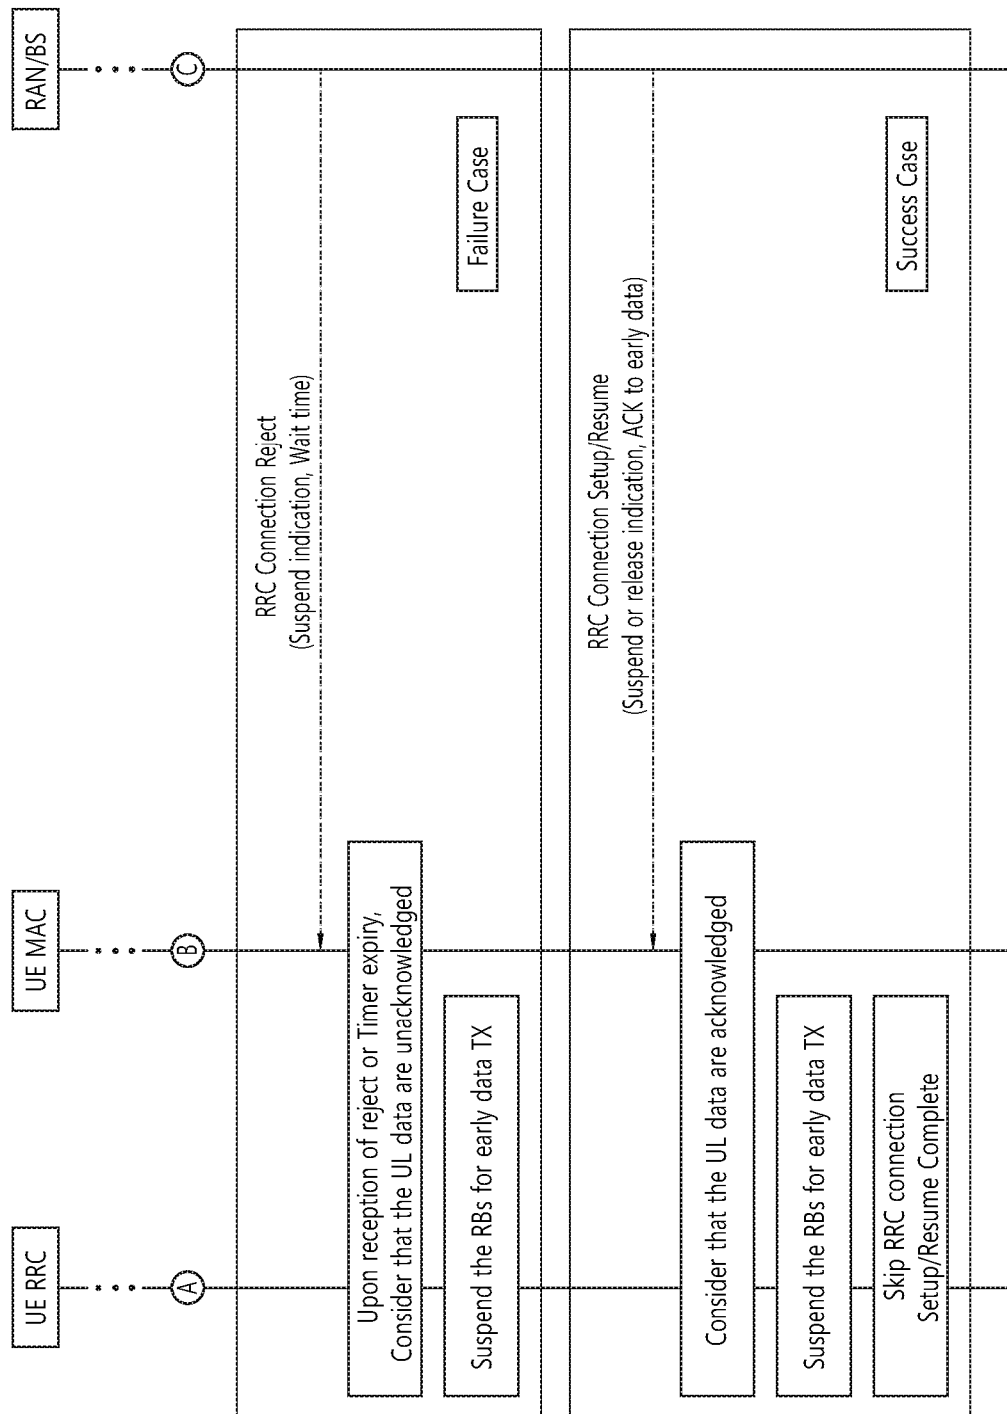 UE RRC
UE MAC
RAN/BS
A
B
C
RRC Connection Reject
(Suspend indication, Wait time)
Upon reception of reject or Timer expiry,
Consider that the UL data are unacknowledged
Suspend the RBs for early data TX
Failure Case
RRC Connection Setup/Resume
(Suspend or release indication, ACK to early data)
Consider that the UL data are acknowledged
Suspend the RBs for early data TX
Skip RRC connection
Setup/Resume Complete
Success Case